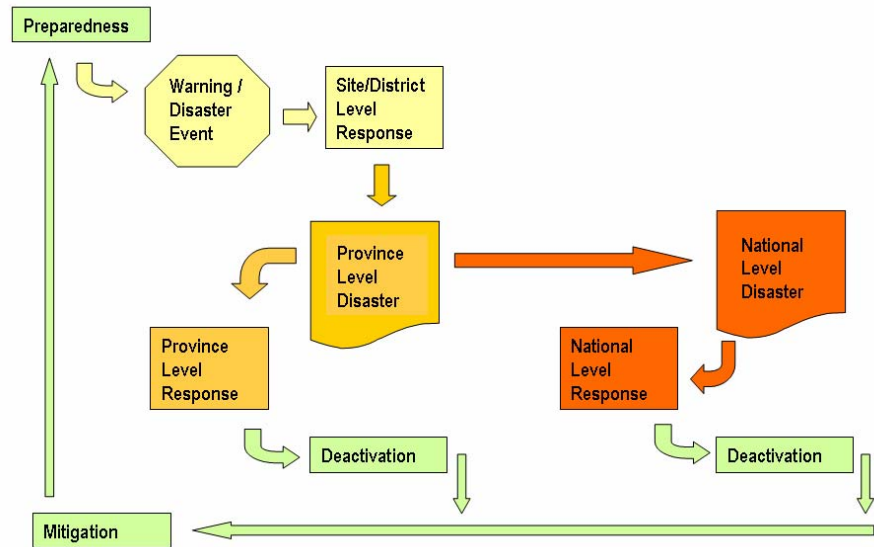 Preparedness
Warning /
Disaster
Event
Site/District
Level
Response
Province
Level
Disaster
National
Level
Disaster
Province
Level
Response
National
Level
Response
Deactivation
Deactivation
Mitigation